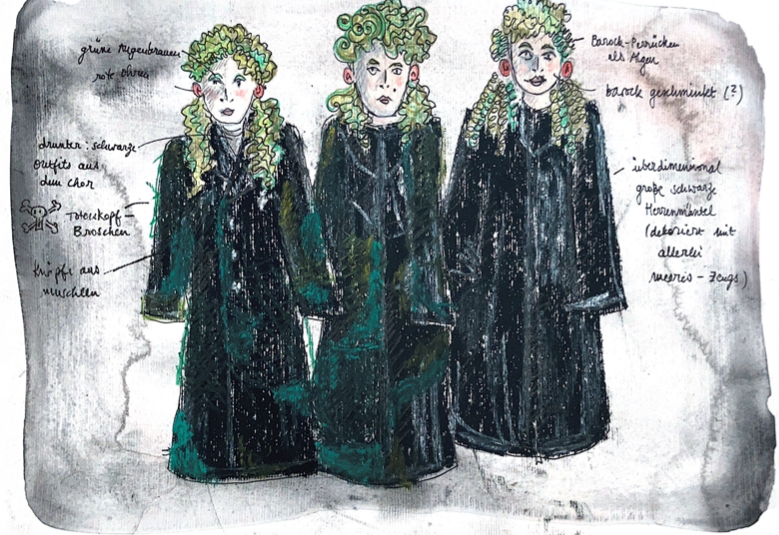 grüne Augenbrauen
rote Ohren
drunter: schwarze
Outfits aus
dem Chor
Totenkopf-
Broschen
Knöpfe aus
muscheln
Barock-Perücken
als Algen
barock geschminkt (?)
überdimensional
große schwarze
Herrenmäntel
(dekoriert mit
allerlei
meeres-Zeugs)